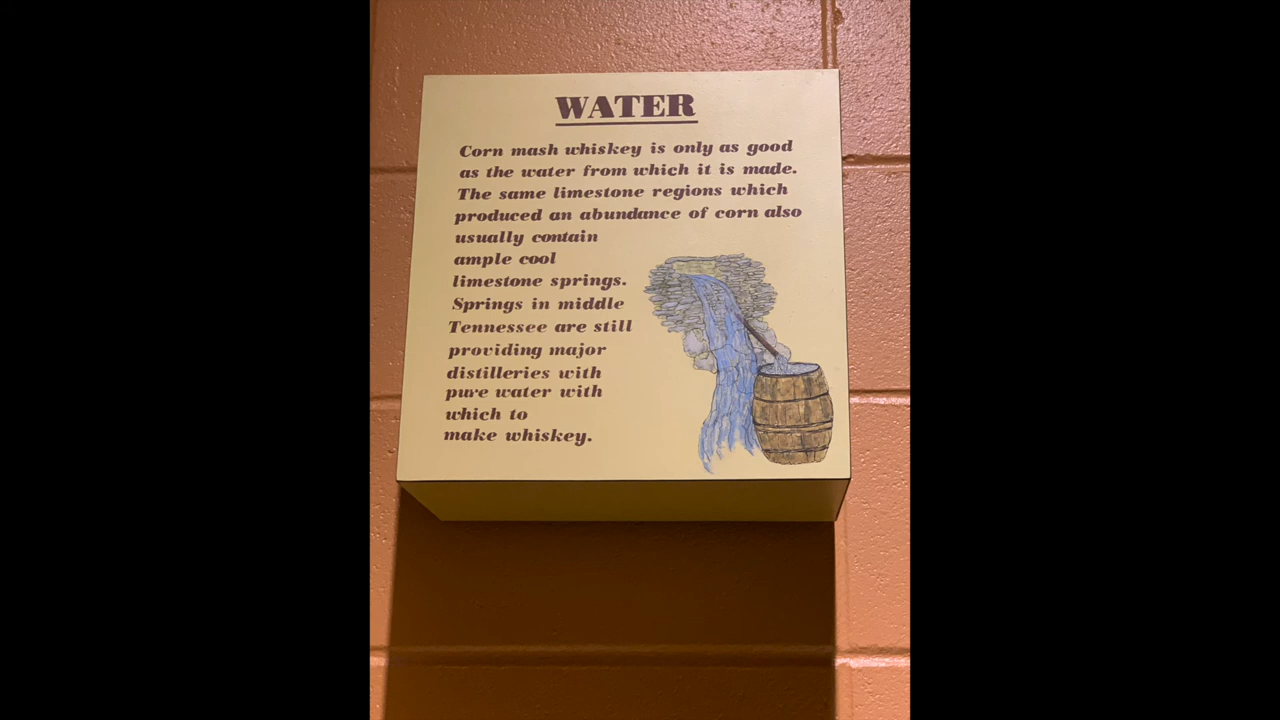 WATER
Corn mash whiskey is only as good
as the water from which it is made.
The same limestone regions which
produced an abundance of corn also
usually contain
ample cool
limestone springs.
Springs in middle
Tennessee are still
providing major
distilleries with
pure water with
which to
make whiskey.